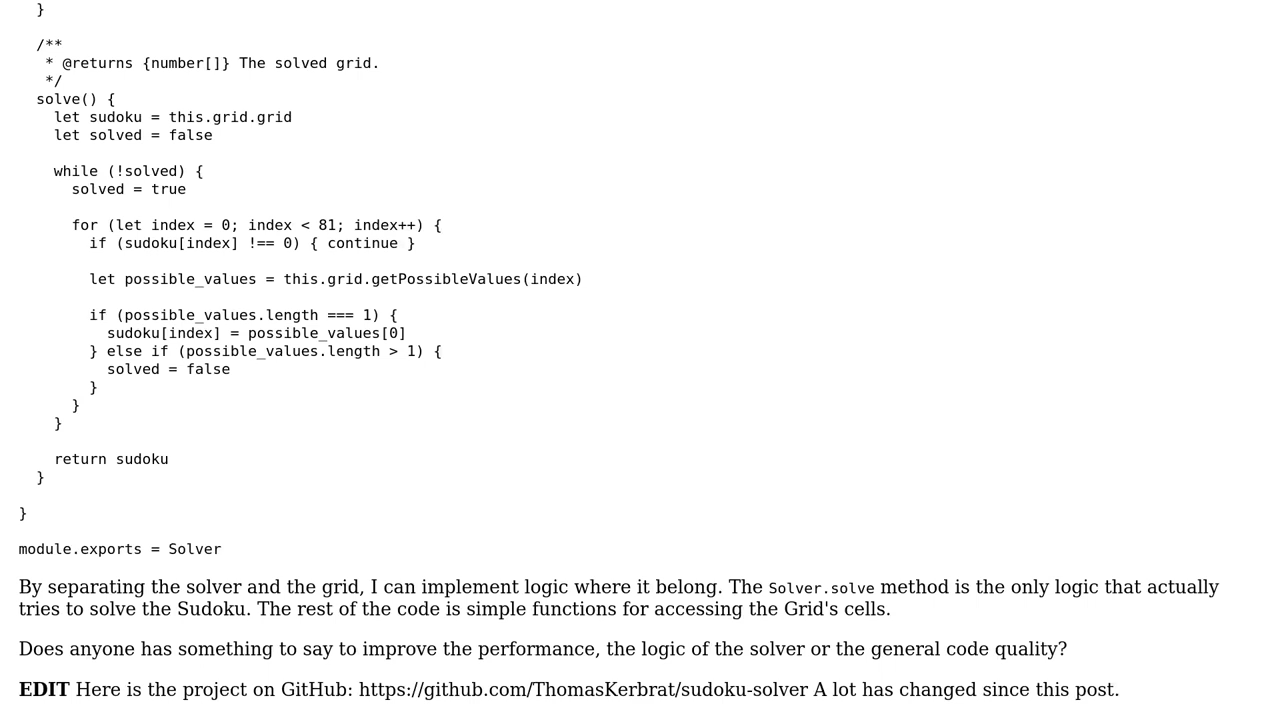 }

  /**
   * @returns {number[]} The solved grid.
   */
  solve() {
    let sudoku = this.grid.grid
    let solved = false

    while (!solved) {
      solved = true

      for (let index = 0; index < 81; index++) {
        if (sudoku[index] !== 0) { continue }

        let possible_values = this.grid.getPossibleValues(index)

        if (possible_values.length === 1) {
          sudoku[index] = possible_values[0]
        } else if (possible_values.length > 1) {
          solved = false
        }
      }
    }

    return sudoku
  }

}

module.exports = Solver

By separating the solver and the grid, I can implement logic where it belong. The Solver.solve method is the only logic that actually
tries to solve the Sudoku. The rest of the code is simple functions for accessing the Grid's cells.

Does anyone has something to say to improve the performance, the logic of the solver or the general code quality?

EDIT Here is the project on GitHub: https://github.com/ThomasKerbrat/sudoku-solver A lot has changed since this post.